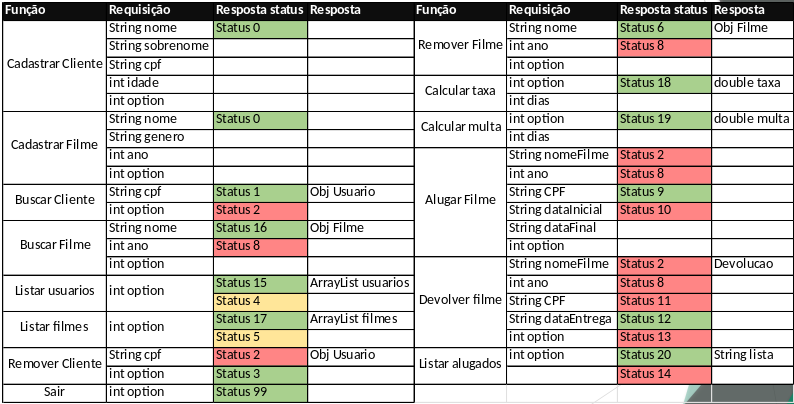 Função Requisição Resposta status Resposta
Cadastrar Cliente
String nome Status 0
String sobrenome
String cpf
int idade
int option
Cadastrar Filme
String nome Status 0
String genero
int ano
int option
Buscar Cliente
String cpf Status 1 Obj Usuario
int option Status 2
Buscar Filme
String nome Status 16 Obj Filme
int ano Status 8
int option
Listar usuarios
int option
Status 15 ArrayList usuarios
Status 4
Listar filmes
int option
Status 17 ArrayList filmes
Status 5
Remover Cliente
String cpf Status 2 Obj Usuario
int option Status 3
Sair int option Status 99
Função Requisição Resposta status Resposta
Remover Filme
String nome Status 6 Obj Filme
int ano Status 8
int option
Calcular taxa
int option Status 18 double taxa
int dias
Calcular multa
int option Status 19 double multa
int dias
Alugar Filme
String nomeFilme Status 2
int ano Status 8
String CPF Status 9
String dataInicial Status 10
String dataFinal
int option
Devolver filme
String nomeFilme Status 2 Devolucao
int ano Status 8
String CPF Status 11
String dataEntrega Status 12
int option Status 13
Listar alugados
int option Status 20 String lista
Status 14